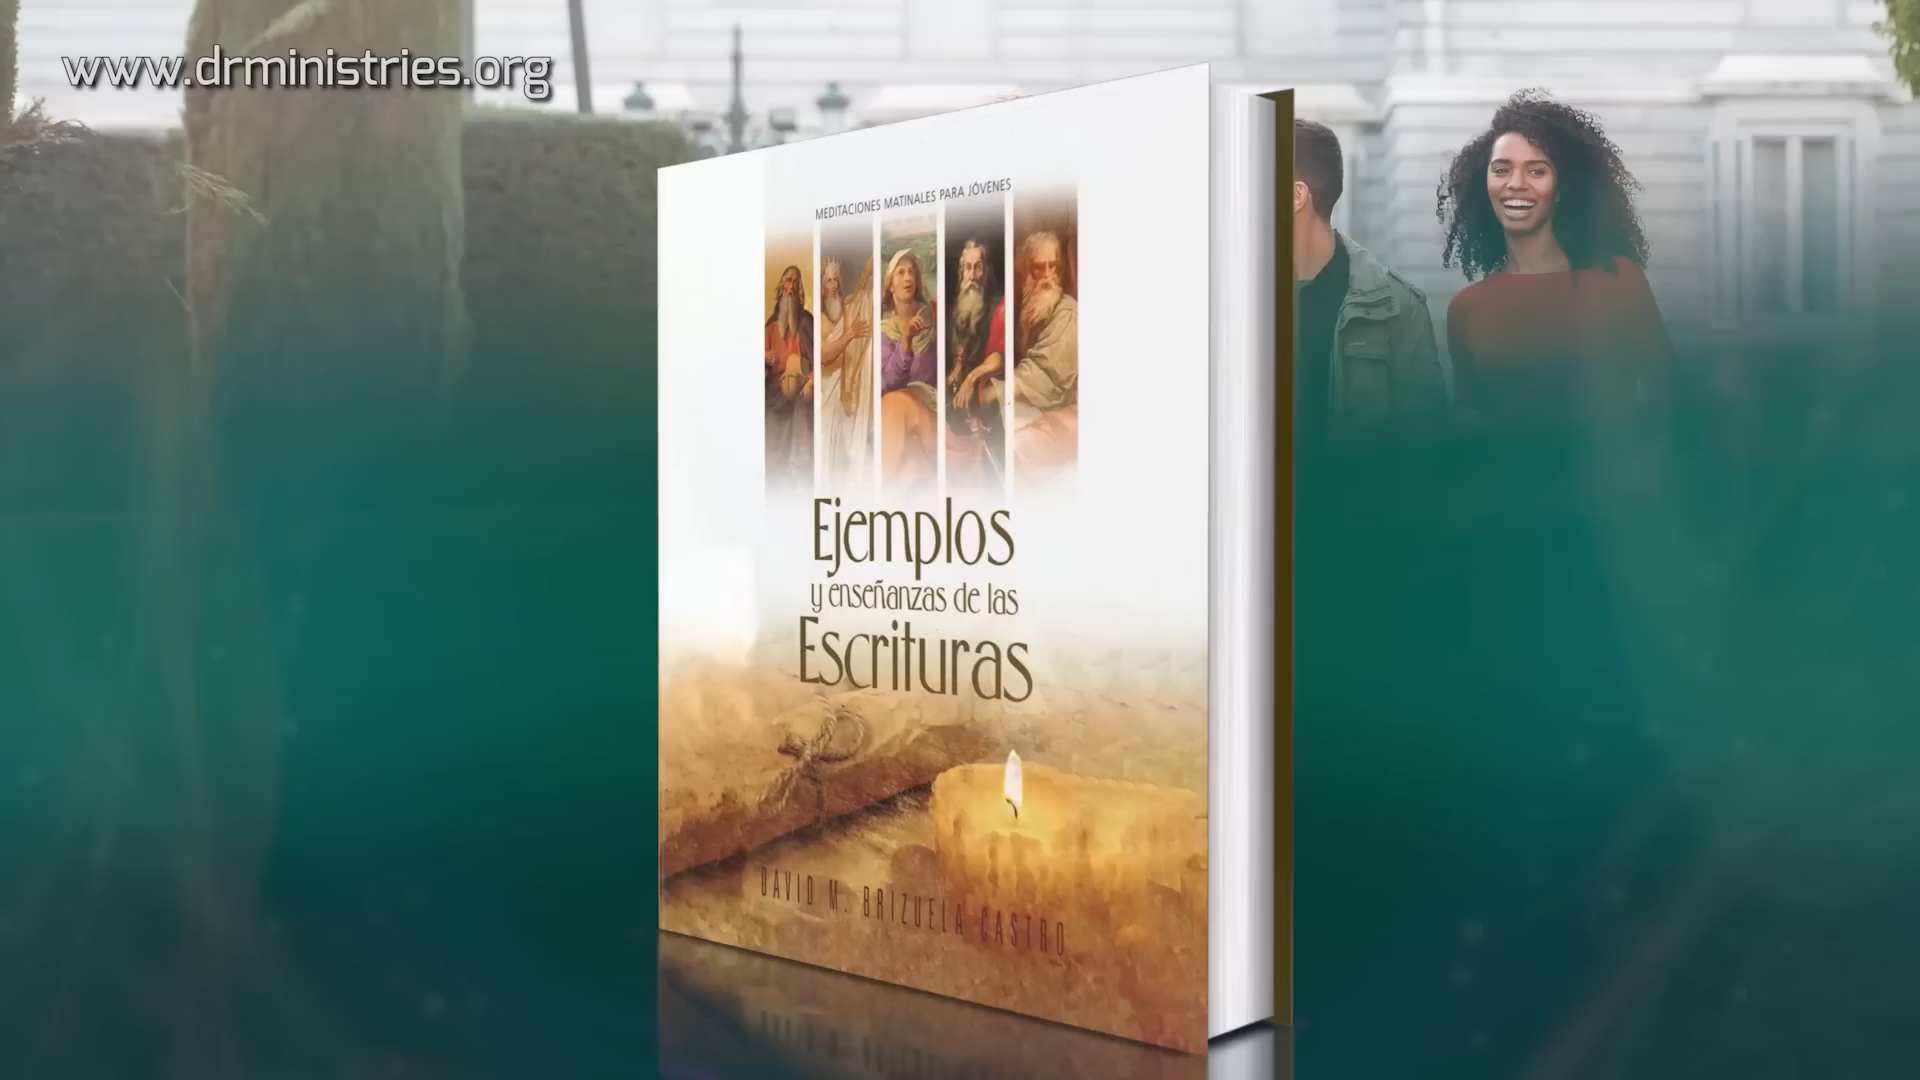 www.drministries.org
MEDITACIONES MATINALES PARA JÓVENES
Ejemplos
y enseñanzas de las
Escrituras
DAVID M. BRIZUELA CASTRO